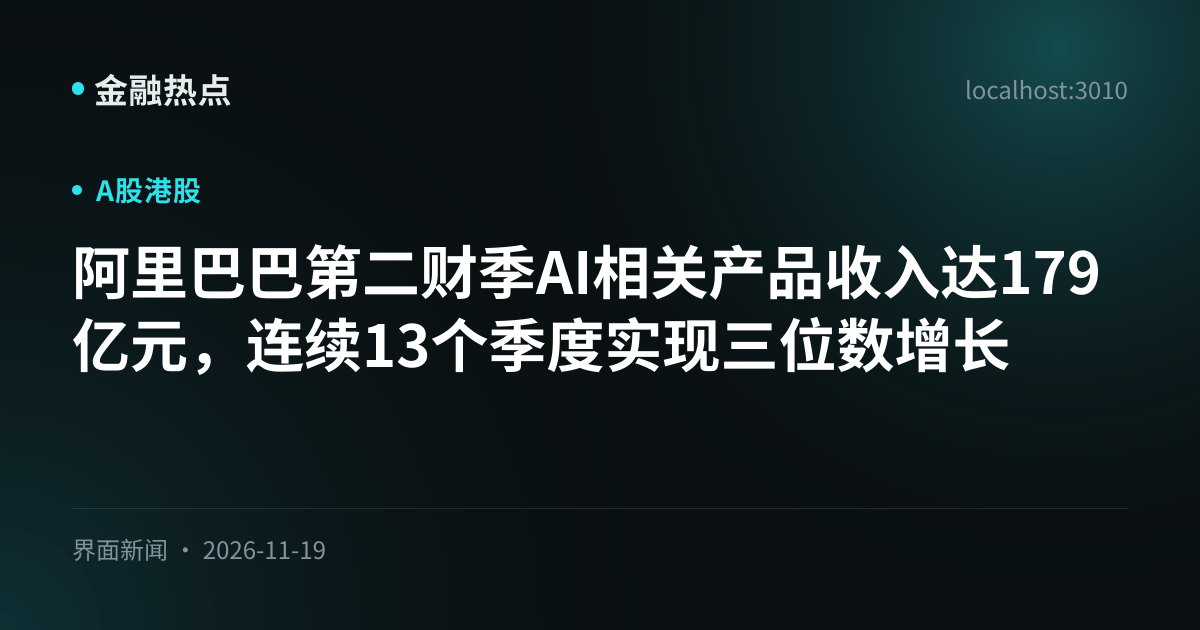 金融热点
localhost:3010
A股港股
阿里巴巴第二财季AI相关产品收入达179
亿元，连续13个季度实现三位数增长
界面新闻 • 2026-11-19